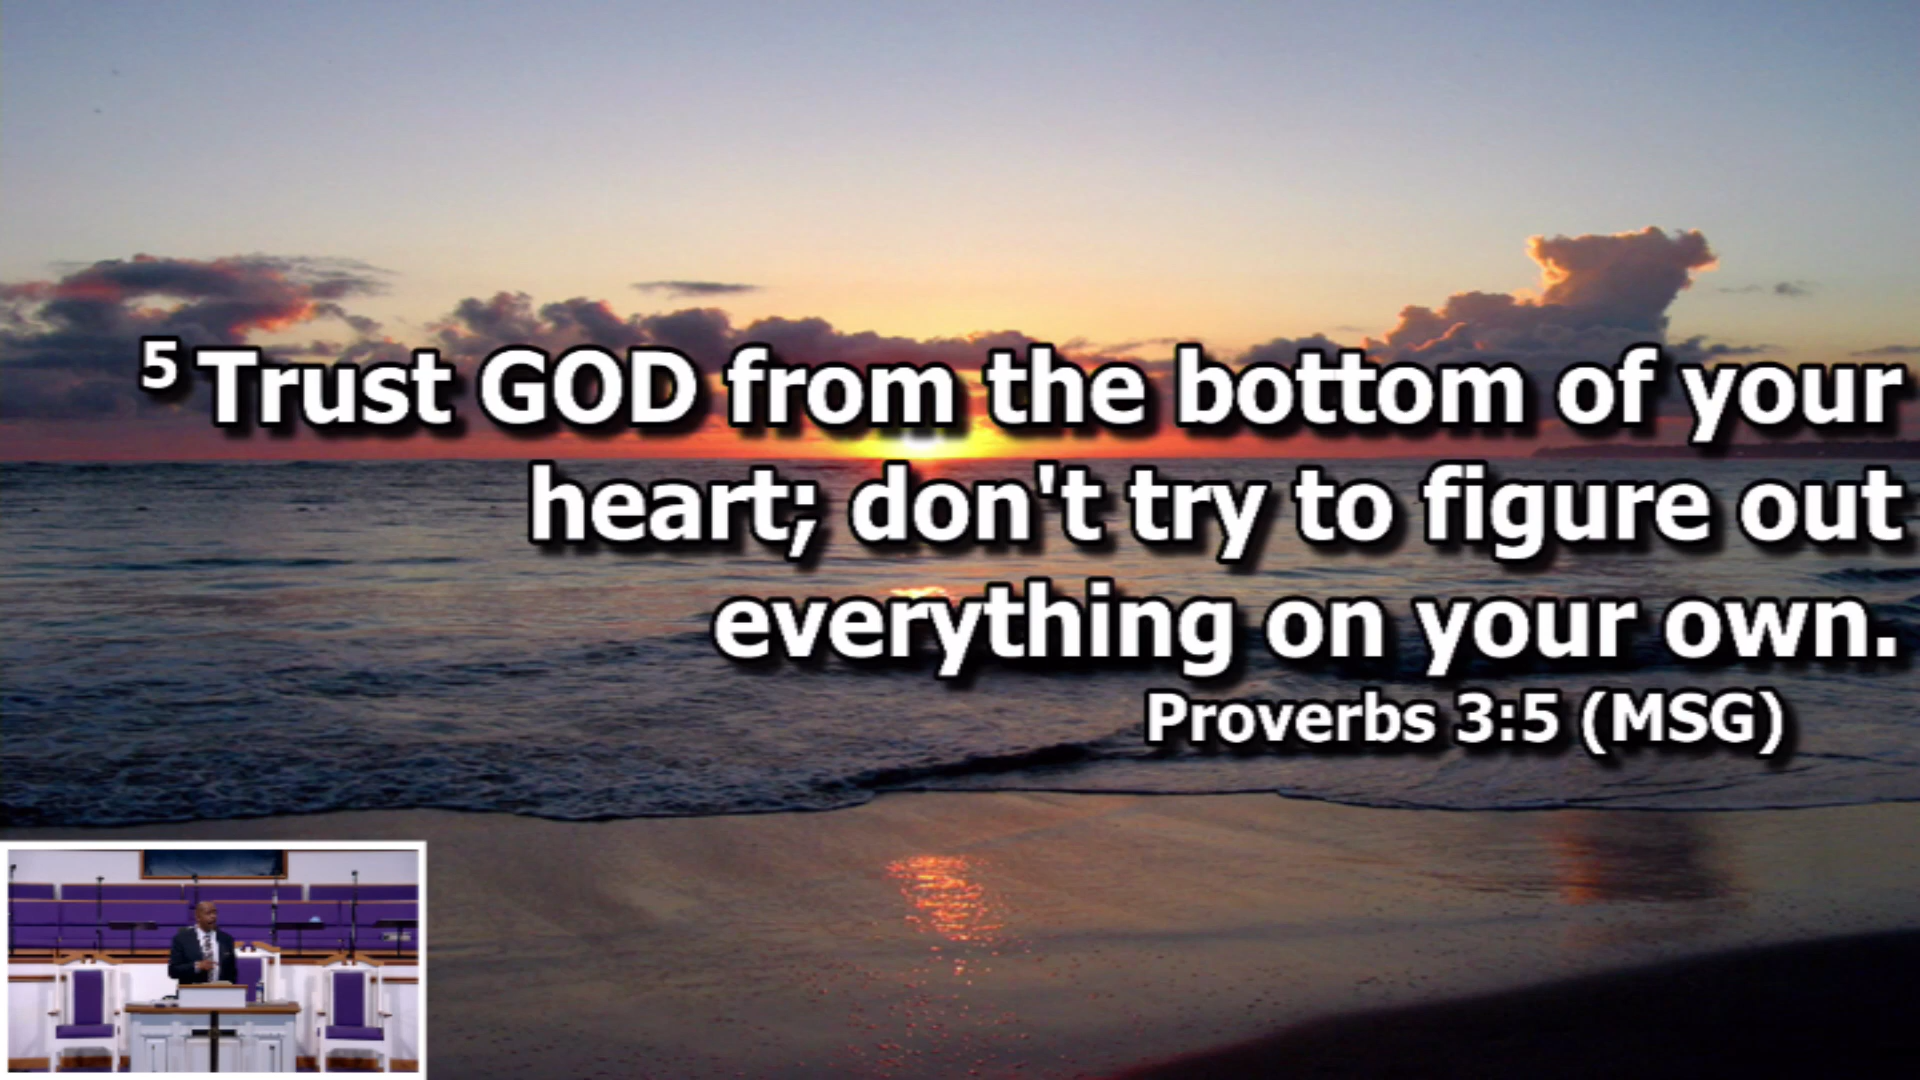 5 Trust GOD from the bottom of your
heart; don't try to figure out
everything on your own.
Proverbs 3:5 (MSG)